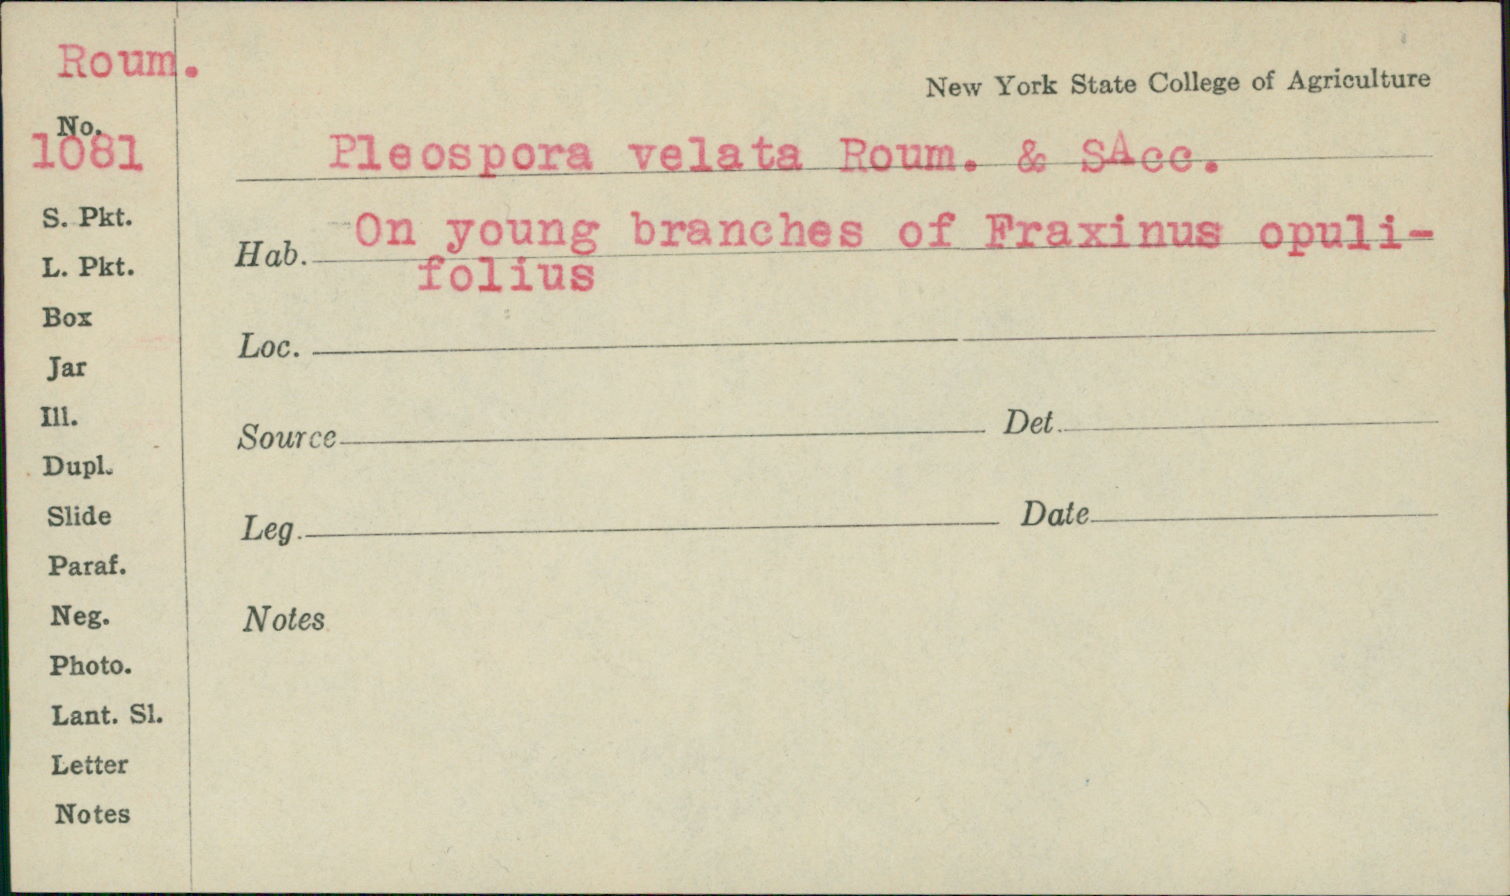 Roum.
New York State College of Agriculture
No.
1081
Pleospora velata Roum. & SAcc.
Hab. On young branches of Fraxinus opuli-
folius
Loc.
Source Det.
Leg. Date
Notes
S. Pkt.
L. Pkt.
Box
Jar
Ill.
Dupl.
Slide
Paraf.
Neg.
Photo.
Lant. Sl.
Letter
Notes